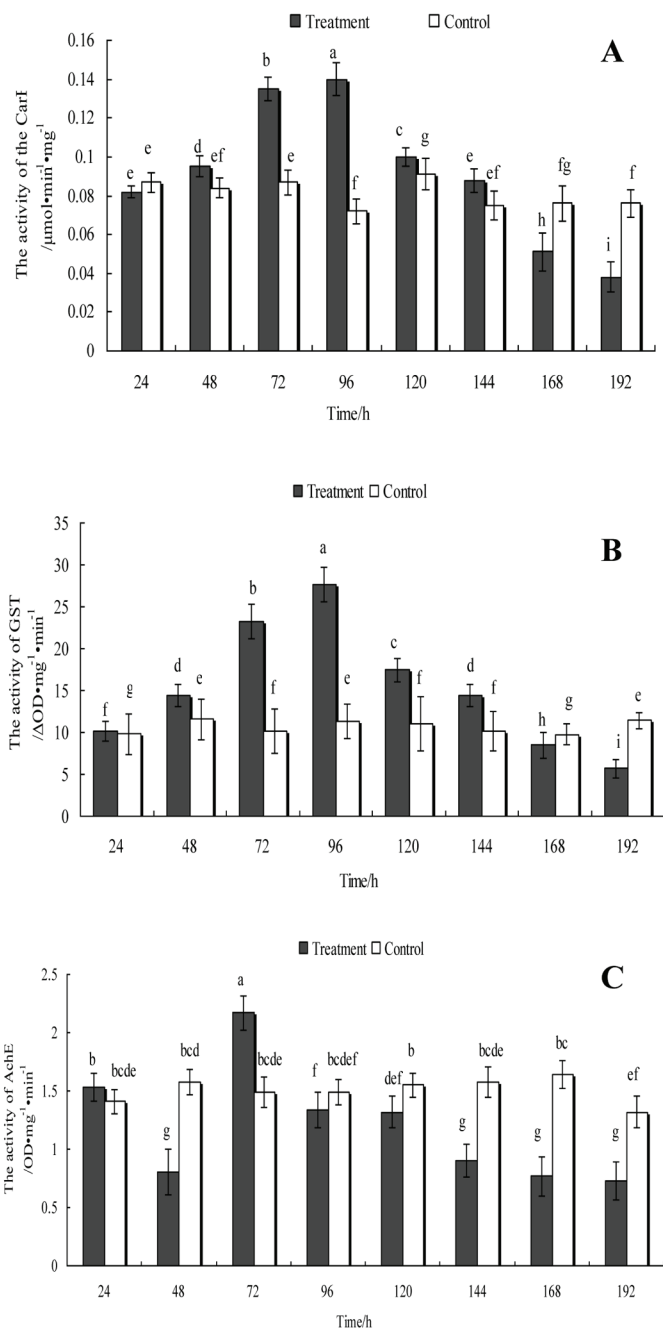 Treatment Control
A
The activity of the CarI
/μmol•min⁻¹•mg⁻¹
0.16
0.14
0.12
0.1
0.08
0.06
0.04
0.02
0
e e d ef b e a f c g e ef h fg i f
24 48 72 96 120 144 168 192
Time/h
Treatment Control
B
The activity of GST
/ΔOD•mg⁻¹•min⁻¹
35
30
25
20
15
10
5
0
f g d e b f a e c f d f h g i e
24 48 72 96 120 144 168 192
Time/h
Treatment Control
C
The activity of AchE
/OD•mg⁻¹•min⁻¹
2.5
2
1.5
1
0.5
0
b bcde g bcd a bcde f bcdef def b g bcde g bc g ef
24 48 72 96 120 144 168 192
Time/h